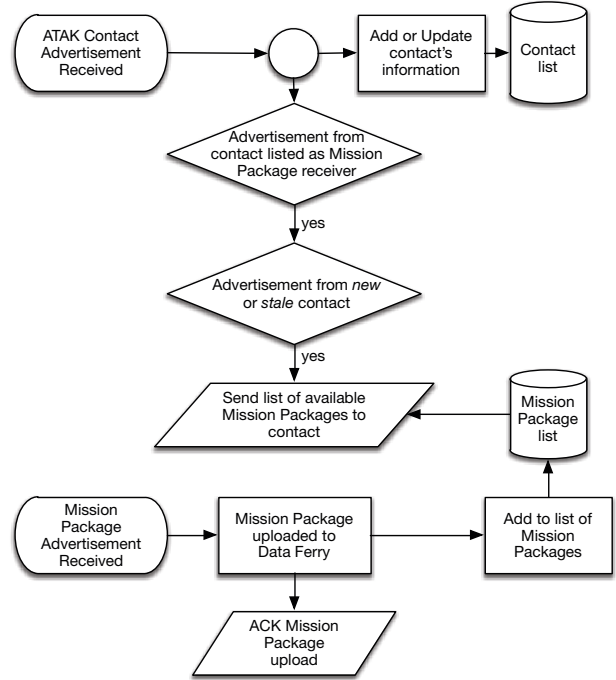 ATAK Contact
Advertisement
Received
Add or Update
contact's
information
Contact
list
Advertisement from
contact listed as Mission
Package receiver
yes
Advertisement from new
or stale contact
yes
Send list of available
Mission Packages to
contact
Mission
Package
list
Mission
Package
Advertisement
Received
Mission Package
uploaded to
Data Ferry
Add to list of
Mission
Packages
ACK Mission
Package
upload